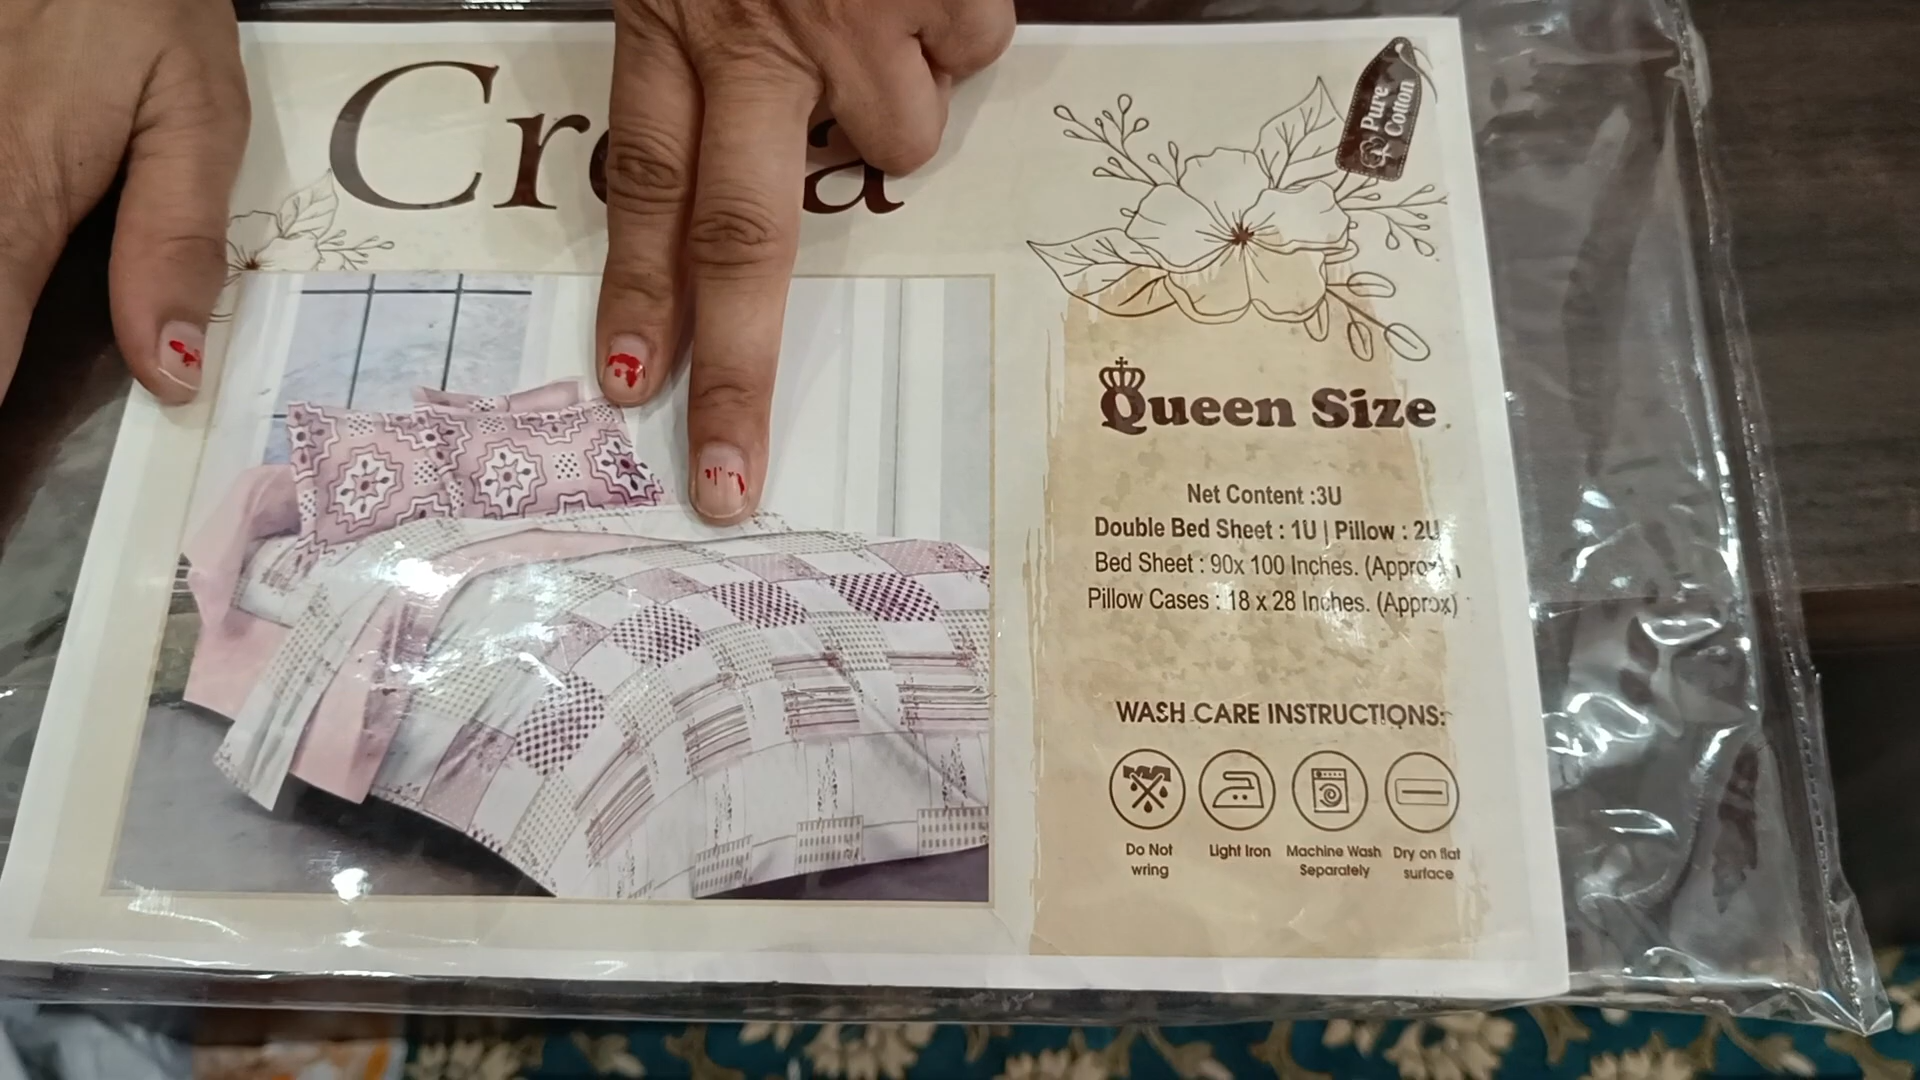 Pure
Cotton
Queen Size
Net Content :3U
Double Bed Sheet : 1U | Pillow : 2U
Bed Sheet : 90x 100 Inches. (Approx)
Pillow Cases : 18 x 28 Inches. (Approx)
WASH CARE INSTRUCTIONS:
Do Not
wring
Light Iron
Machine Wash
Separately
Dry on flat
surface